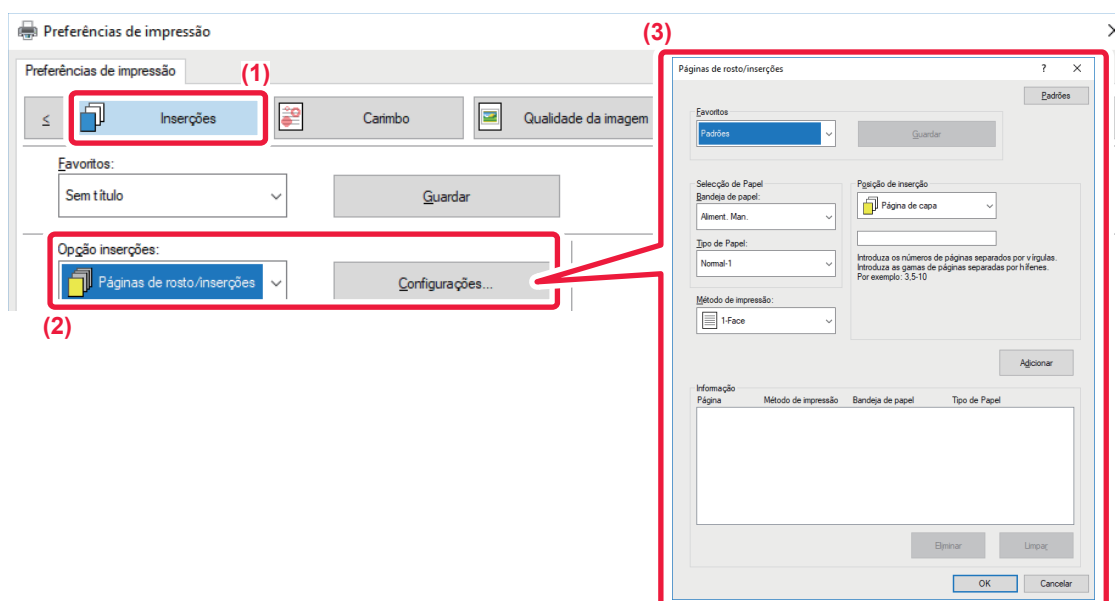 Preferências de impressão
(3)
Preferências de impressão
(1)
<
Inserções
Carimbo
Qualidade da imagem
Favoritos:
Sem título
Guardar
Opção inserções:
Páginas de rosto/inserções
Configurações...
(2)
Páginas de rosto/inserções
?
Padrões
Favoritos
Padrões
Guardar
Selecção de Papel
Bandeja de papel:
Aliment. Man.
Tipo de Papel:
Normal-1
Posição de inserção
Página de capa
Introduza os números de páginas separados por vírgulas.
Introduza as gamas de páginas separadas por hífenes.
Por exemplo: 3,5-10
Método de impressão:
1-Face
Adicionar
Informação
Página Método de impressão Bandeja de papel Tipo de Papel
Eliminar
Limpar
OK
Cancelar